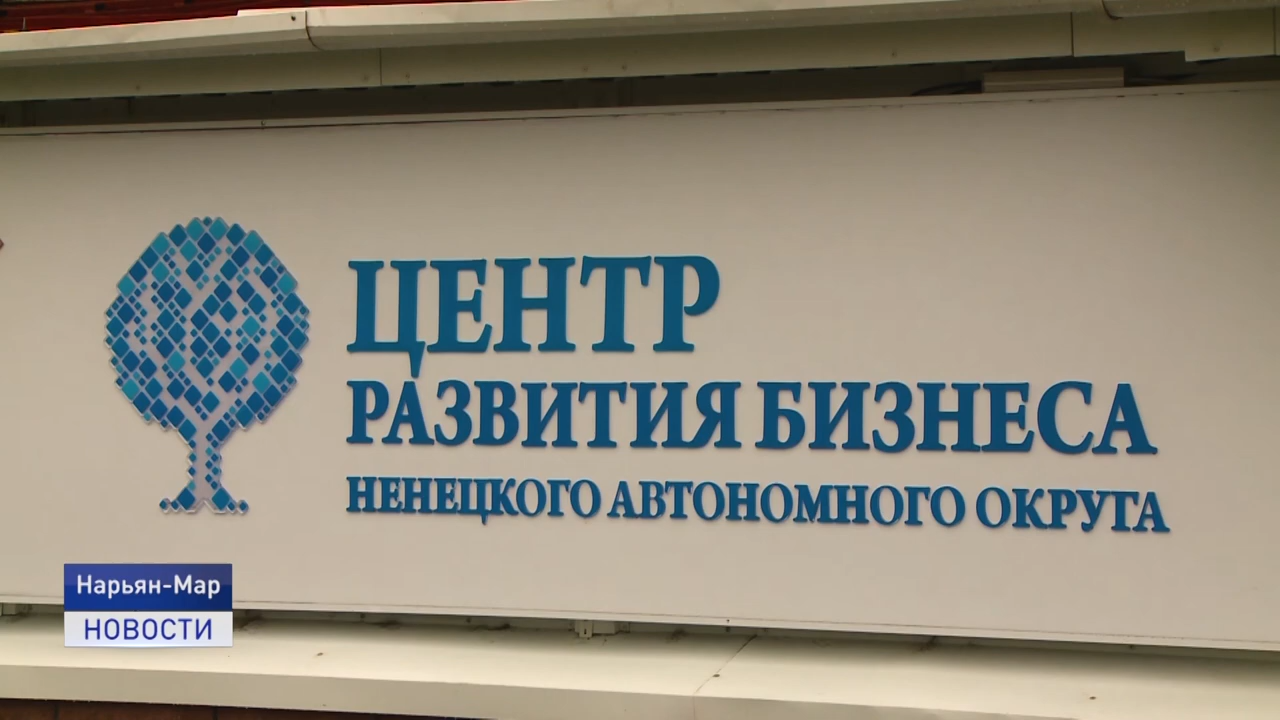 ЦЕНТР
РАЗВИТИЯ БИЗНЕСА
НЕНЕЦКОГО АВТОНОМНОГО ОКРУГА
Нарьян-Мар
НОВОСТИ